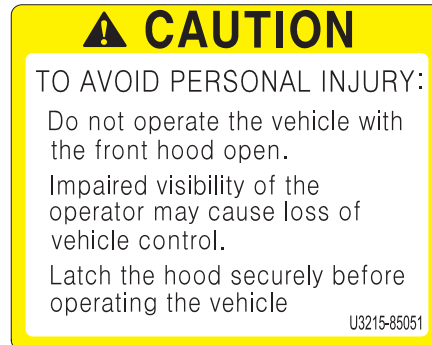 CAUTION
TO AVOID PERSONAL INJURY:
Do not operate the vehicle with
the front hood open.
Impaired visibility of the
operator may cause loss of
vehicle control.
Latch the hood securely before
operating the vehicle
U3215-85051